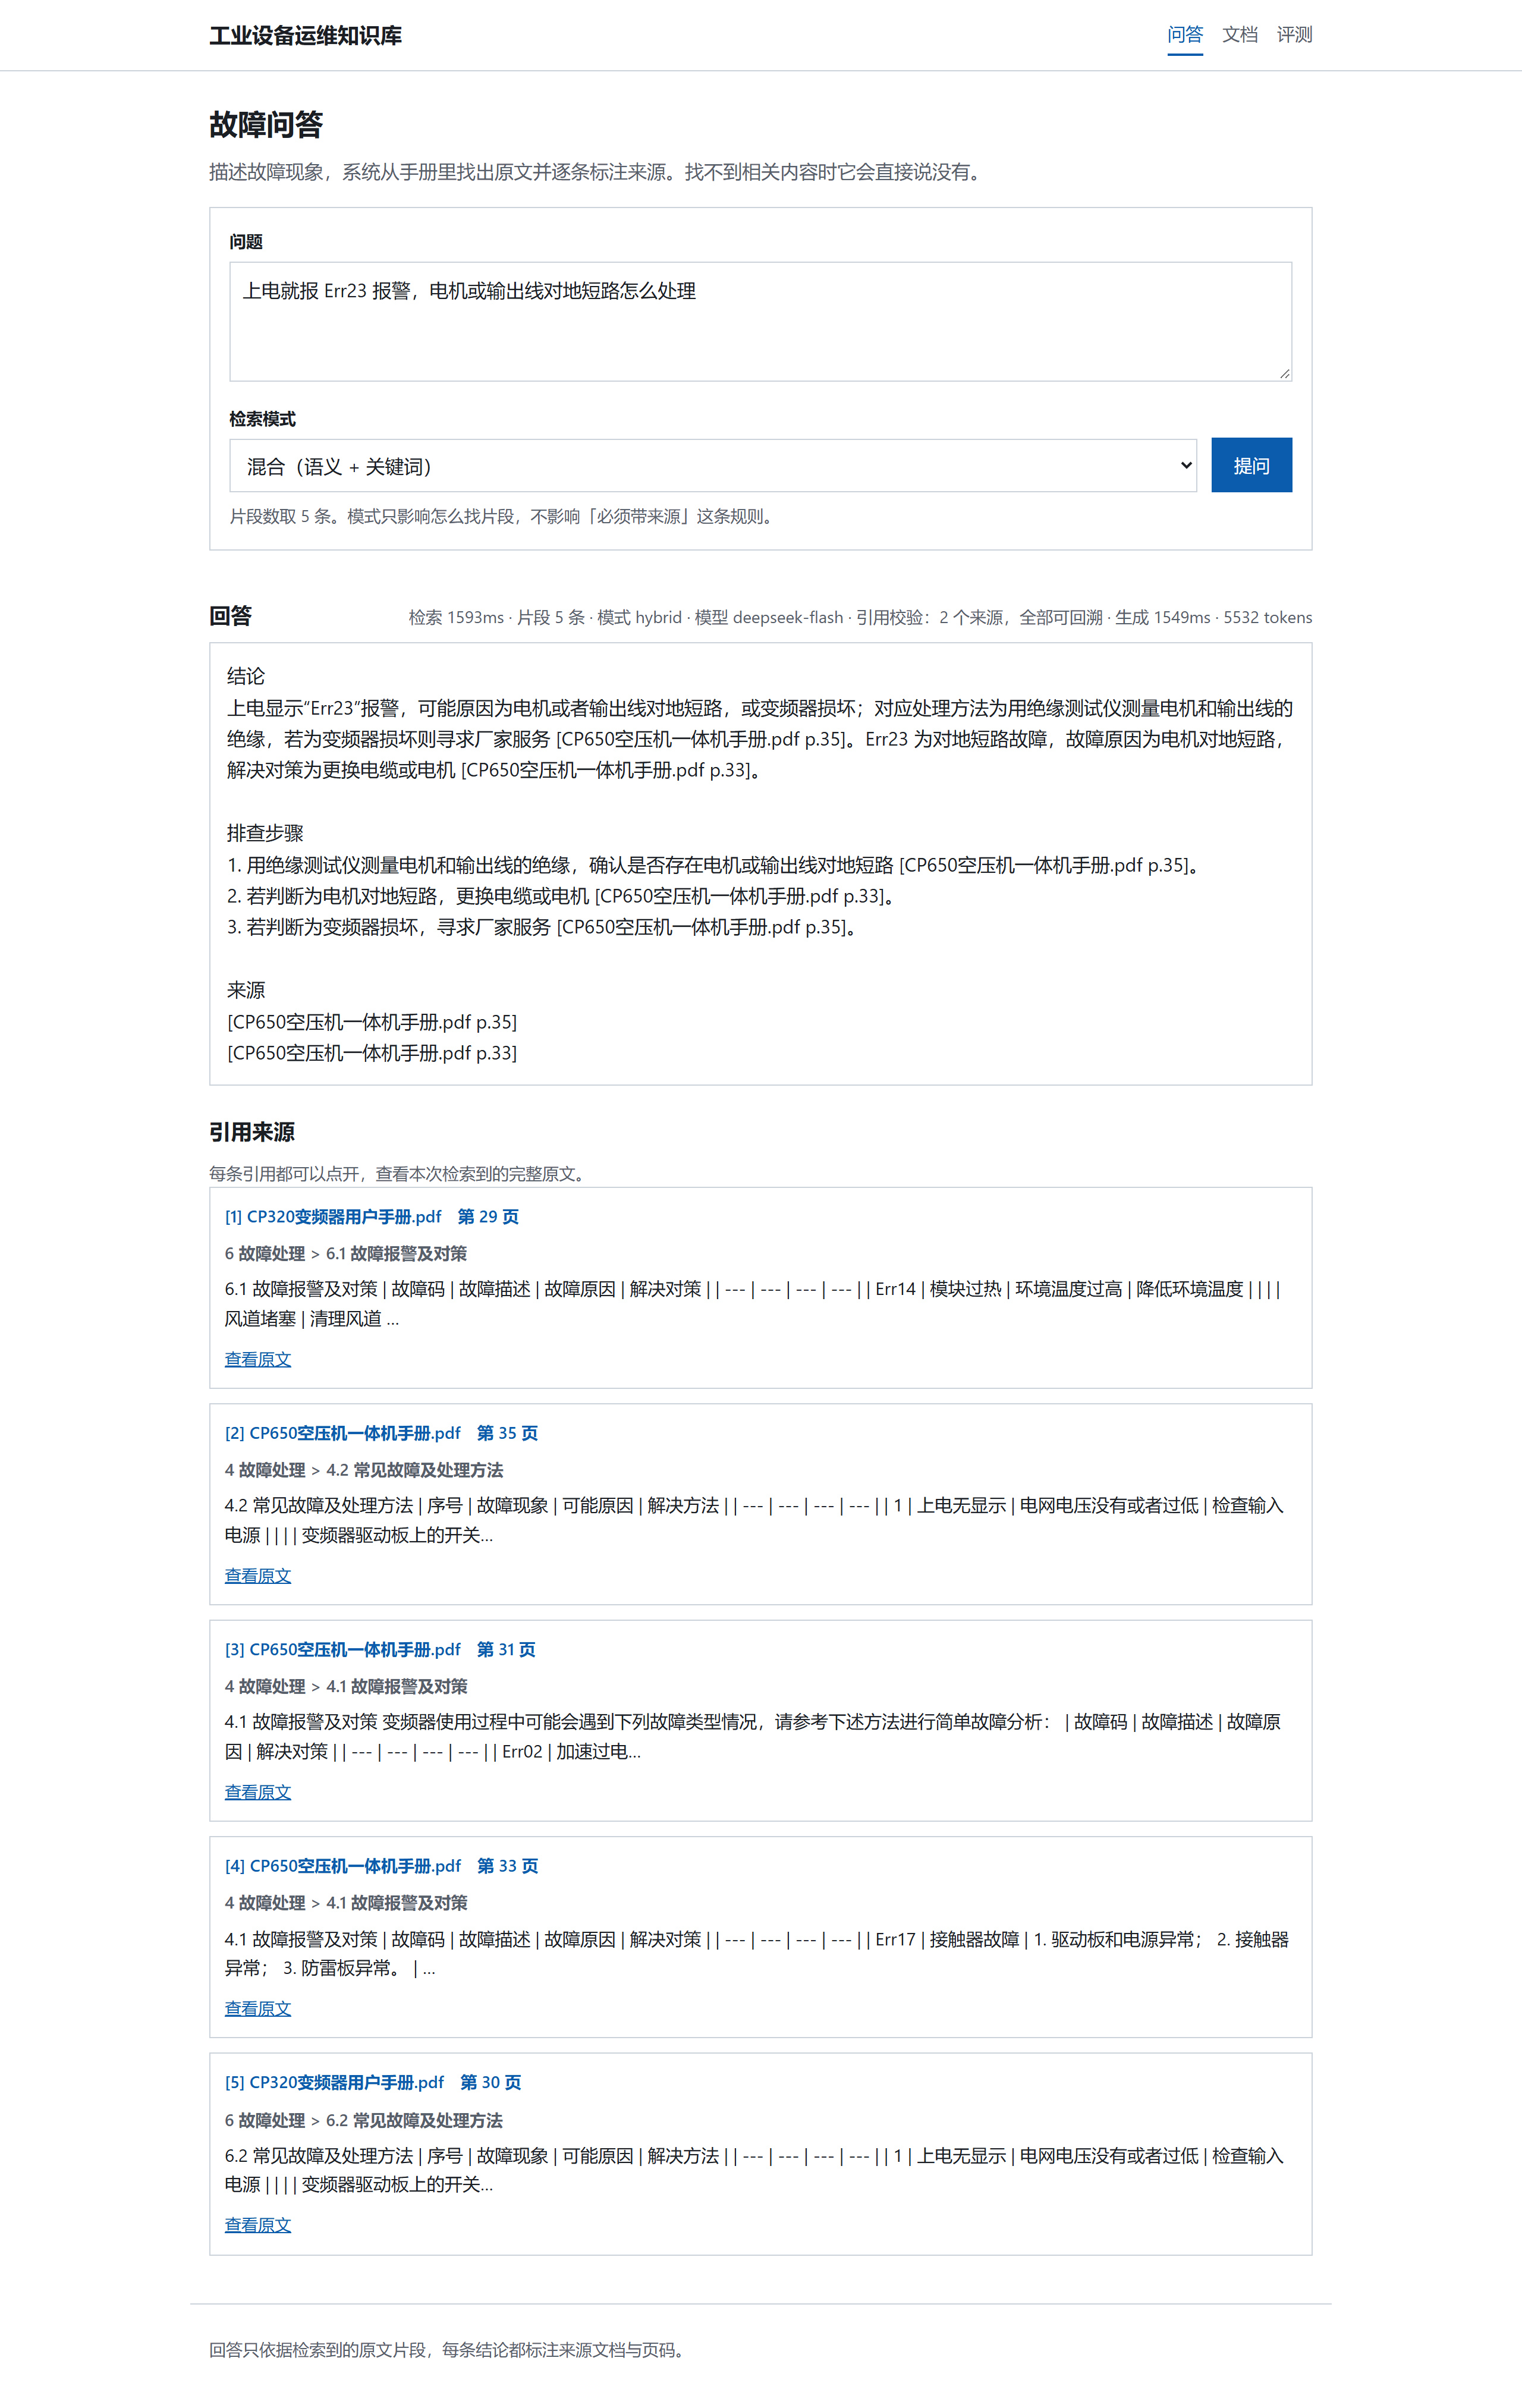 工业设备运维知识库
问答 文档 评测
故障问答
描述故障现象，系统从手册里找出原文并逐条标注来源。找不到相关内容时它会直接说没有。
问题
上电就报 Err23 报警，电机或输出线对地短路怎么处理
检索模式
混合（语义 + 关键词）
提问
片段数取 5 条。模式只影响怎么找片段，不影响「必须带来源」这条规则。
回答
检索 1593ms · 片段 5 条 · 模式 hybrid · 模型 deepseek-flash · 引用校验：2 个来源，全部可回溯 · 生成 1549ms · 5532 tokens
结论
上电显示“Err23”报警，可能原因为电机或者输出线对地短路，或变频器损坏；对应处理方法为用绝缘测试仪测量电机和输出线的
绝缘，若为变频器损坏则寻求厂家服务 [CP650空压机一体机手册.pdf p.35]。Err23 为对地短路故障，故障原因为电机对地短路，
解决对策为更换电缆或电机 [CP650空压机一体机手册.pdf p.33]。
排查步骤
1. 用绝缘测试仪测量电机和输出线的绝缘，确认是否存在电机或输出线对地短路 [CP650空压机一体机手册.pdf p.35]。
2. 若判断为电机对地短路，更换电缆或电机 [CP650空压机一体机手册.pdf p.33]。
3. 若判断为变频器损坏，寻求厂家服务 [CP650空压机一体机手册.pdf p.35]。
来源
[CP650空压机一体机手册.pdf p.35]
[CP650空压机一体机手册.pdf p.33]
引用来源
每条引用都可以点开，查看本次检索到的完整原文。
[1] CP320变频器用户手册.pdf 第 29 页
6 故障处理 > 6.1 故障报警及对策
6.1 故障报警及对策 | 故障码 | 故障描述 | 故障原因 | 解决对策 | | --- | --- | --- | --- | | Err14 | 模块过热 | 环境温度过高 | 降低环境温度 | | | |
风道堵塞 | 清理风道 ...
查看原文
[2] CP650空压机一体机手册.pdf 第 35 页
4 故障处理 > 4.2 常见故障及处理方法
4.2 常见故障及处理方法 | 序号 | 故障现象 | 可能原因 | 解决方法 | | --- | --- | --- | --- | | 1 | 上电无显示 | 电网电压没有或者过低 | 检查输入
电源 | | | | 变频器驱动板上的开关...
查看原文
[3] CP650空压机一体机手册.pdf 第 31 页
4 故障处理 > 4.1 故障报警及对策
4.1 故障报警及对策 变频器使用过程中可能会遇到下列故障类型情况，请参考下述方法进行简单故障分析： | 故障码 | 故障描述 | 故障原
因 | 解决对策 | | --- | --- | --- | --- | | Err02 | 加速过电...
查看原文
[4] CP650空压机一体机手册.pdf 第 33 页
4 故障处理 > 4.1 故障报警及对策
4.1 故障报警及对策 | 故障码 | 故障描述 | 故障原因 | 解决对策 | | --- | --- | --- | --- | | Err17 | 接触器故障 | 1. 驱动板和电源异常； 2. 接触器
异常； 3. 防雷板异常。 | ...
查看原文
[5] CP320变频器用户手册.pdf 第 30 页
6 故障处理 > 6.2 常见故障及处理方法
6.2 常见故障及处理方法 | 序号 | 故障现象 | 可能原因 | 解决方法 | | --- | --- | --- | --- | | 1 | 上电无显示 | 电网电压没有或者过低 | 检查输入
电源 | | | | 变频器驱动板上的开关...
查看原文
回答只依据检索到的原文片段，每条结论都标注来源文档与页码。